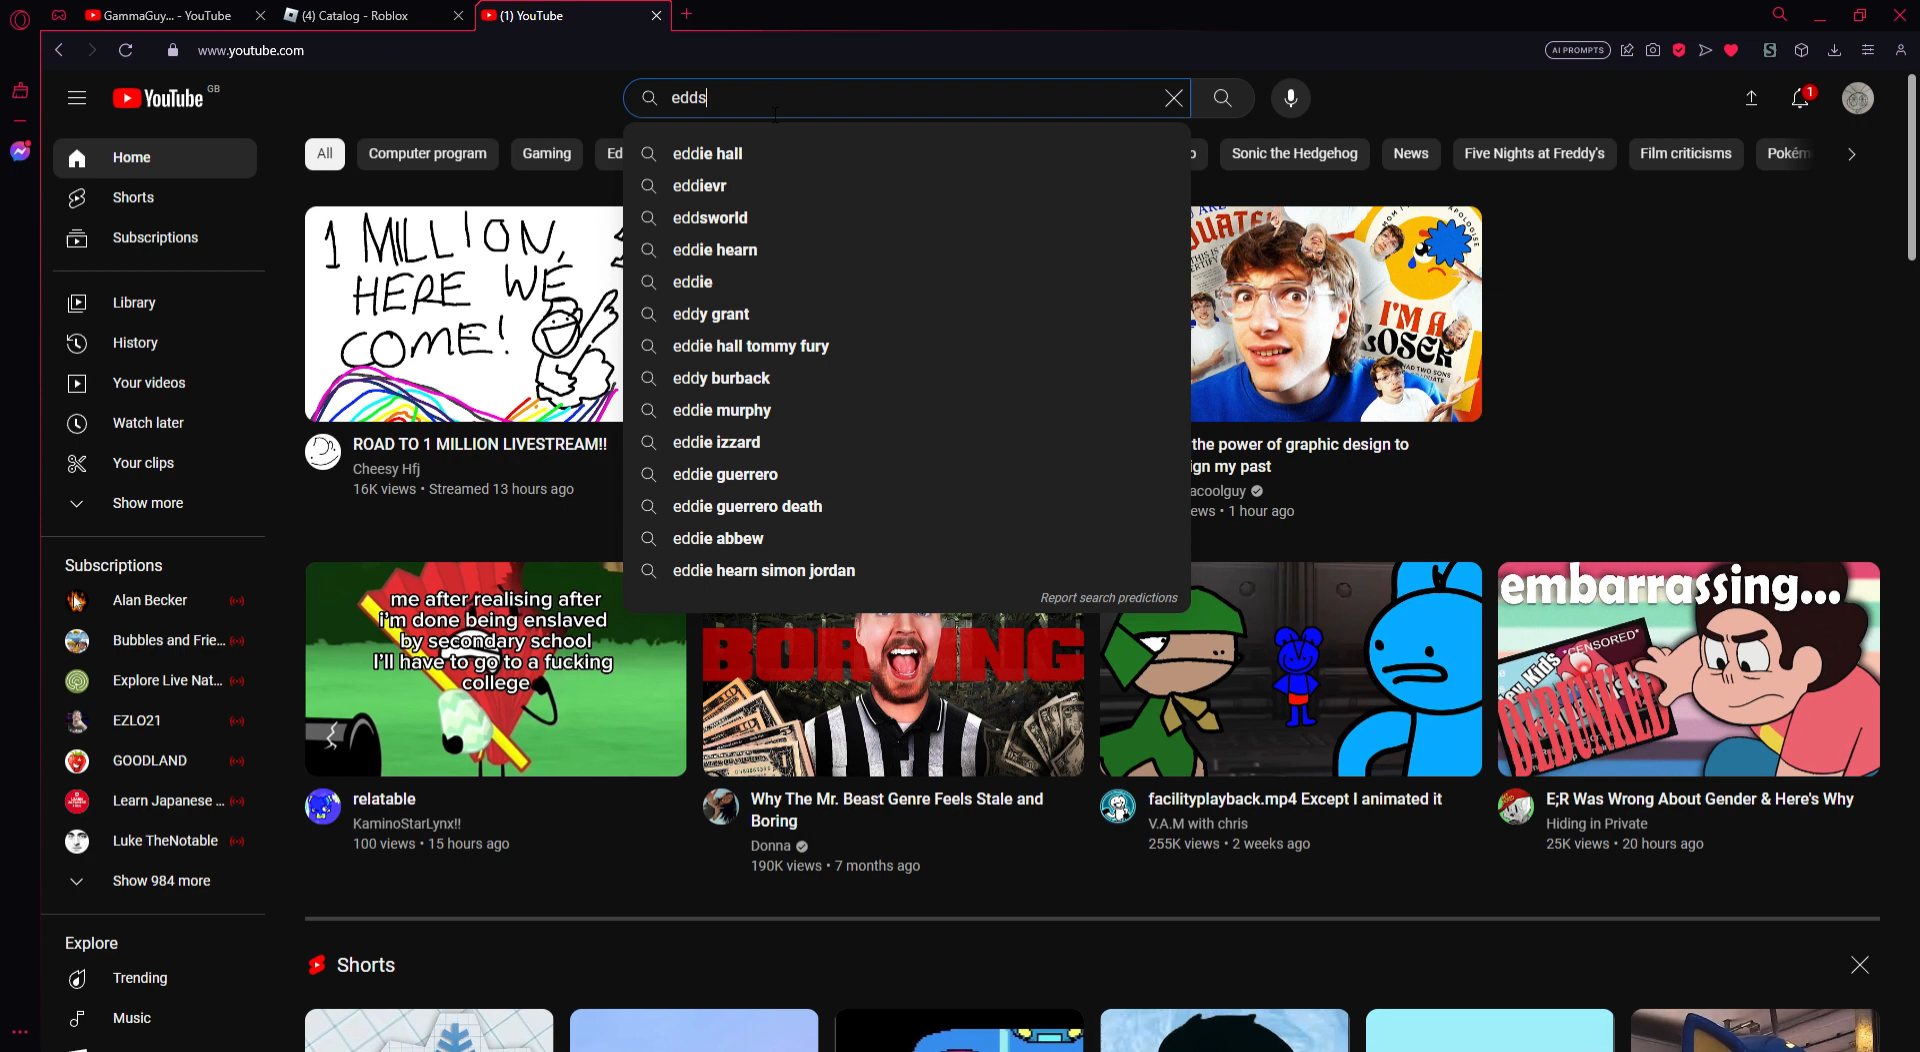 GammaGuy... - YouTube
(4) Catalog - Roblox
(1) YouTube
www.youtube.com
AI PROMPTS
YouTube GB
edds
1
Home
Shorts
Subscriptions
Library
History
Your videos
Watch later
Your clips
Show more
Subscriptions
Alan Becker
Bubbles and Frie...
Explore Live Nat...
EZLO21
GOODLAND
Learn Japanese ...
Luke TheNotable
Show 984 more
Explore
Trending
Music
All
Computer program
Gaming
Ed
Sonic the Hedgehog
News
Five Nights at Freddy's
Film criticisms
Pokém
eddie hall
eddievr
eddsworld
eddie hearn
eddie
eddy grant
eddie hall tommy fury
eddy burback
eddie murphy
eddie izzard
eddie guerrero
eddie guerrero death
eddie abbew
eddie hearn simon jordan
Report search predictions
1 MILLION,
HERE WE
COME!
ROAD TO 1 MILLION LIVESTREAM!!
Cheesy Hfj
16K views • Streamed 13 hours ago
I'M A
LOSER
the power of graphic design to
ign my past
acoolguy
ews • 1 hour ago
me after realising after
i'm done being enslaved
by secondary school
I'll have to go to a fucking
college
relatable
KaminoStarLynx!!
100 views • 15 hours ago
BORING
Why The Mr. Beast Genre Feels Stale and
Boring
Donna
190K views • 7 months ago
facilityplayback.mp4 Except I animated it
V.A.M with chris
255K views • 2 weeks ago
embarrassing...
*CENSORED*
ey Kids
DEBUNKED
E;R Was Wrong About Gender & Here's Why
Hiding in Private
25K views • 20 hours ago
Shorts